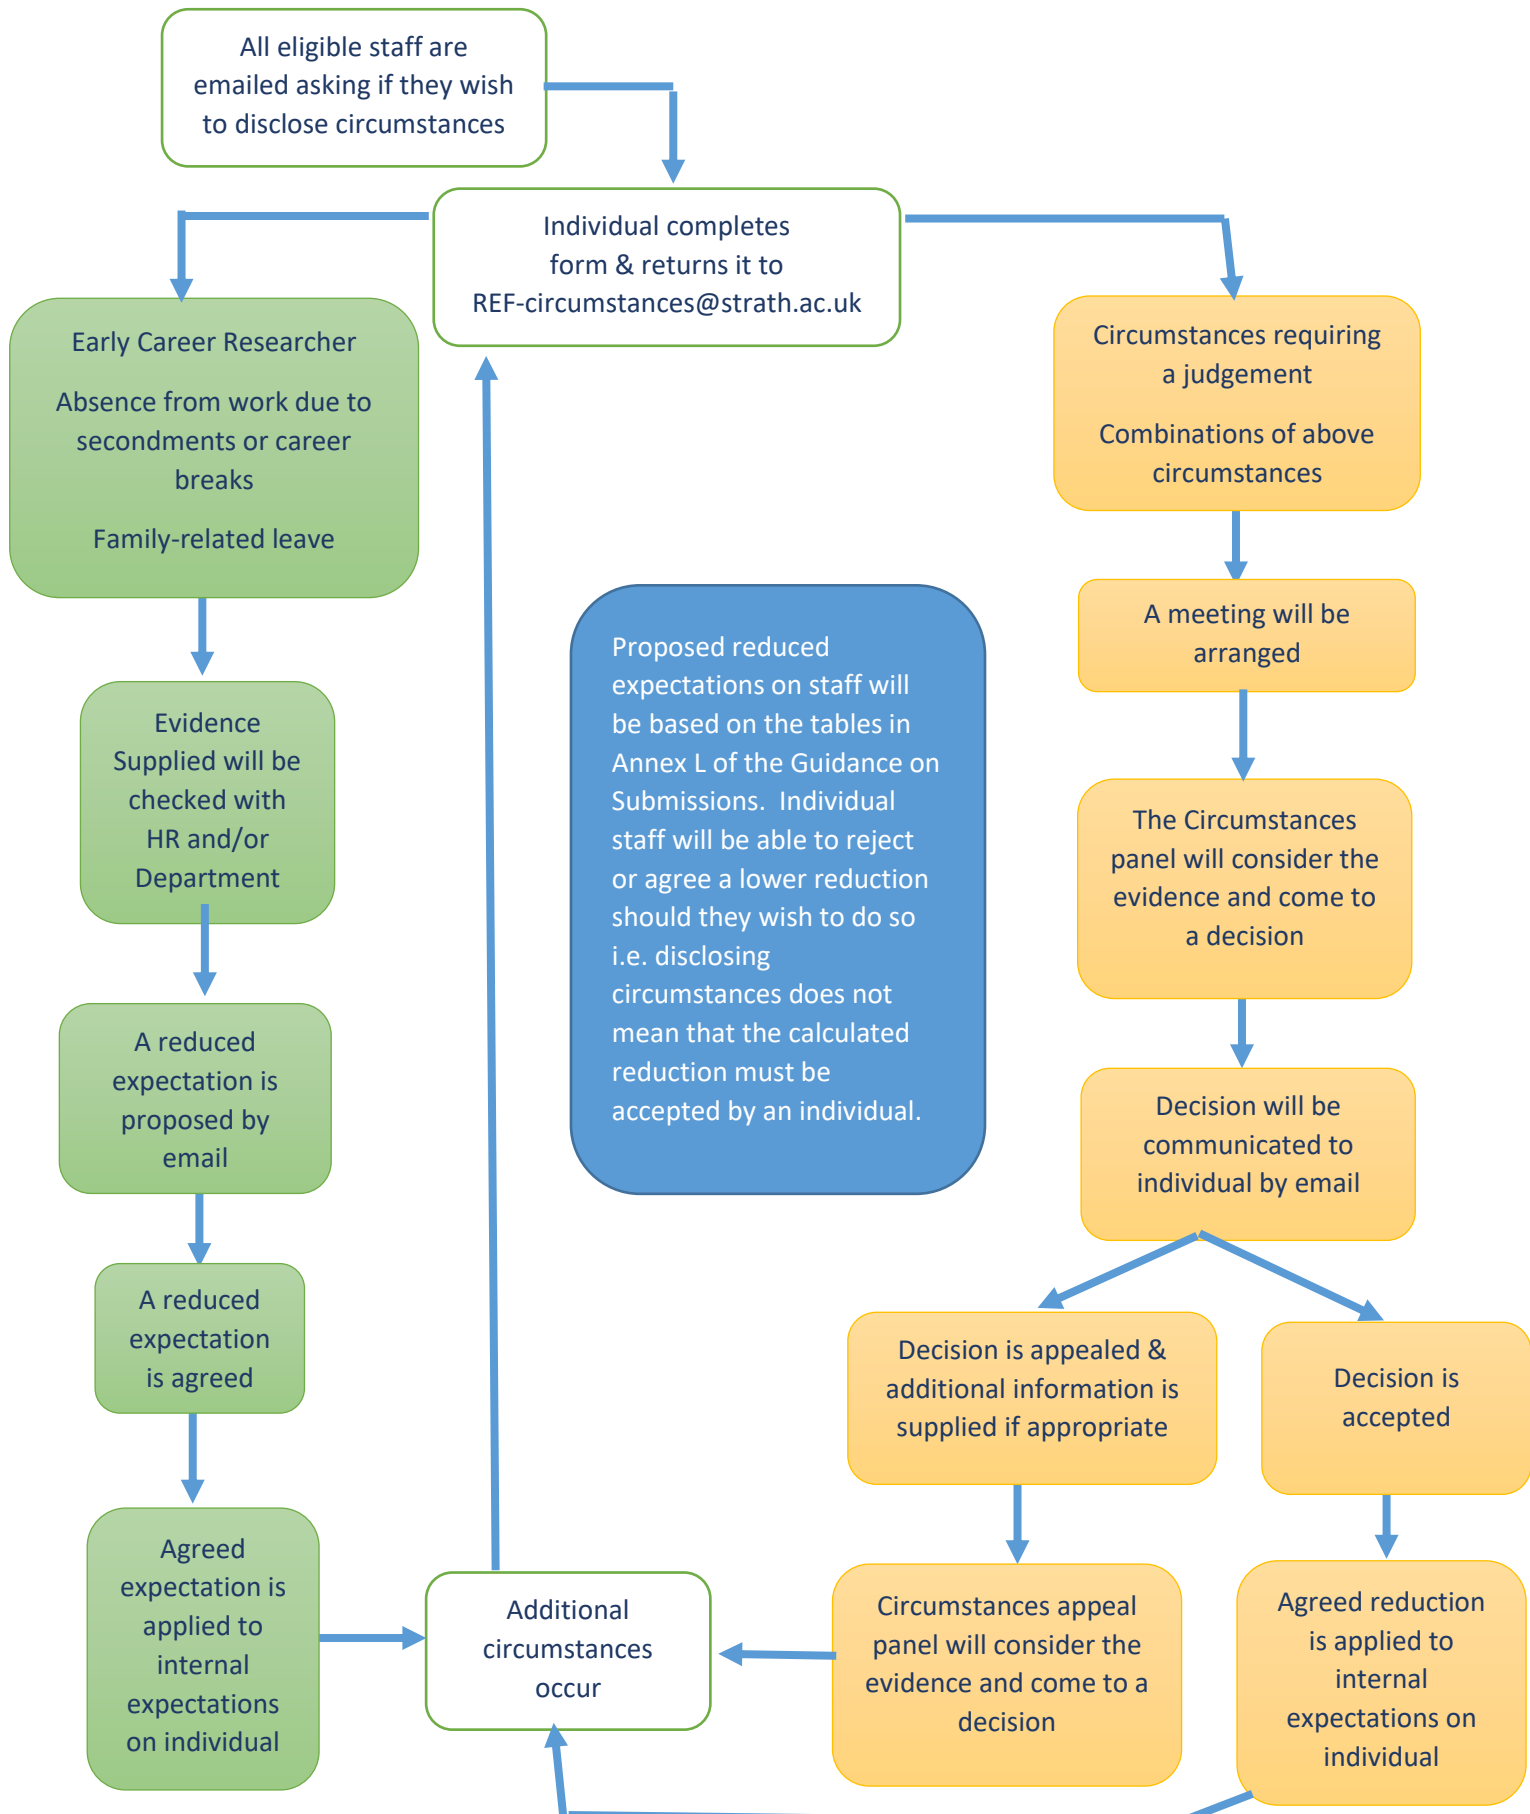 All eligible staff are
emailed asking if they wish
to disclose circumstances
Individual completes
form & returns it to
REF-circumstances@strath.ac.uk
Early Career Researcher
Absence from work due to
secondments or career
breaks
Family-related leave
Evidence
Supplied will be
checked with
HR and/or
Department
A reduced
expectation is
proposed by
email
A reduced
expectation
is agreed
Agreed
expectation is
applied to
internal
expectations
on individual
Proposed reduced
expectations on staff will
be based on the tables in
Annex L of the Guidance on
Submissions.  Individual
staff will be able to reject
or agree a lower reduction
should they wish to do so
i.e. disclosing
circumstances does not
mean that the calculated
reduction must be
accepted by an individual.
Circumstances requiring
a judgement
Combinations of above
circumstances
A meeting will be
arranged
The Circumstances
panel will consider the
evidence and come to
a decision
Decision will be
communicated to
individual by email
Decision is appealed &
additional information is
supplied if appropriate
Decision is
accepted
Circumstances appeal
panel will consider the
evidence and come to a
decision
Agreed reduction
is applied to
internal
expectations on
individual
Additional
circumstances
occur